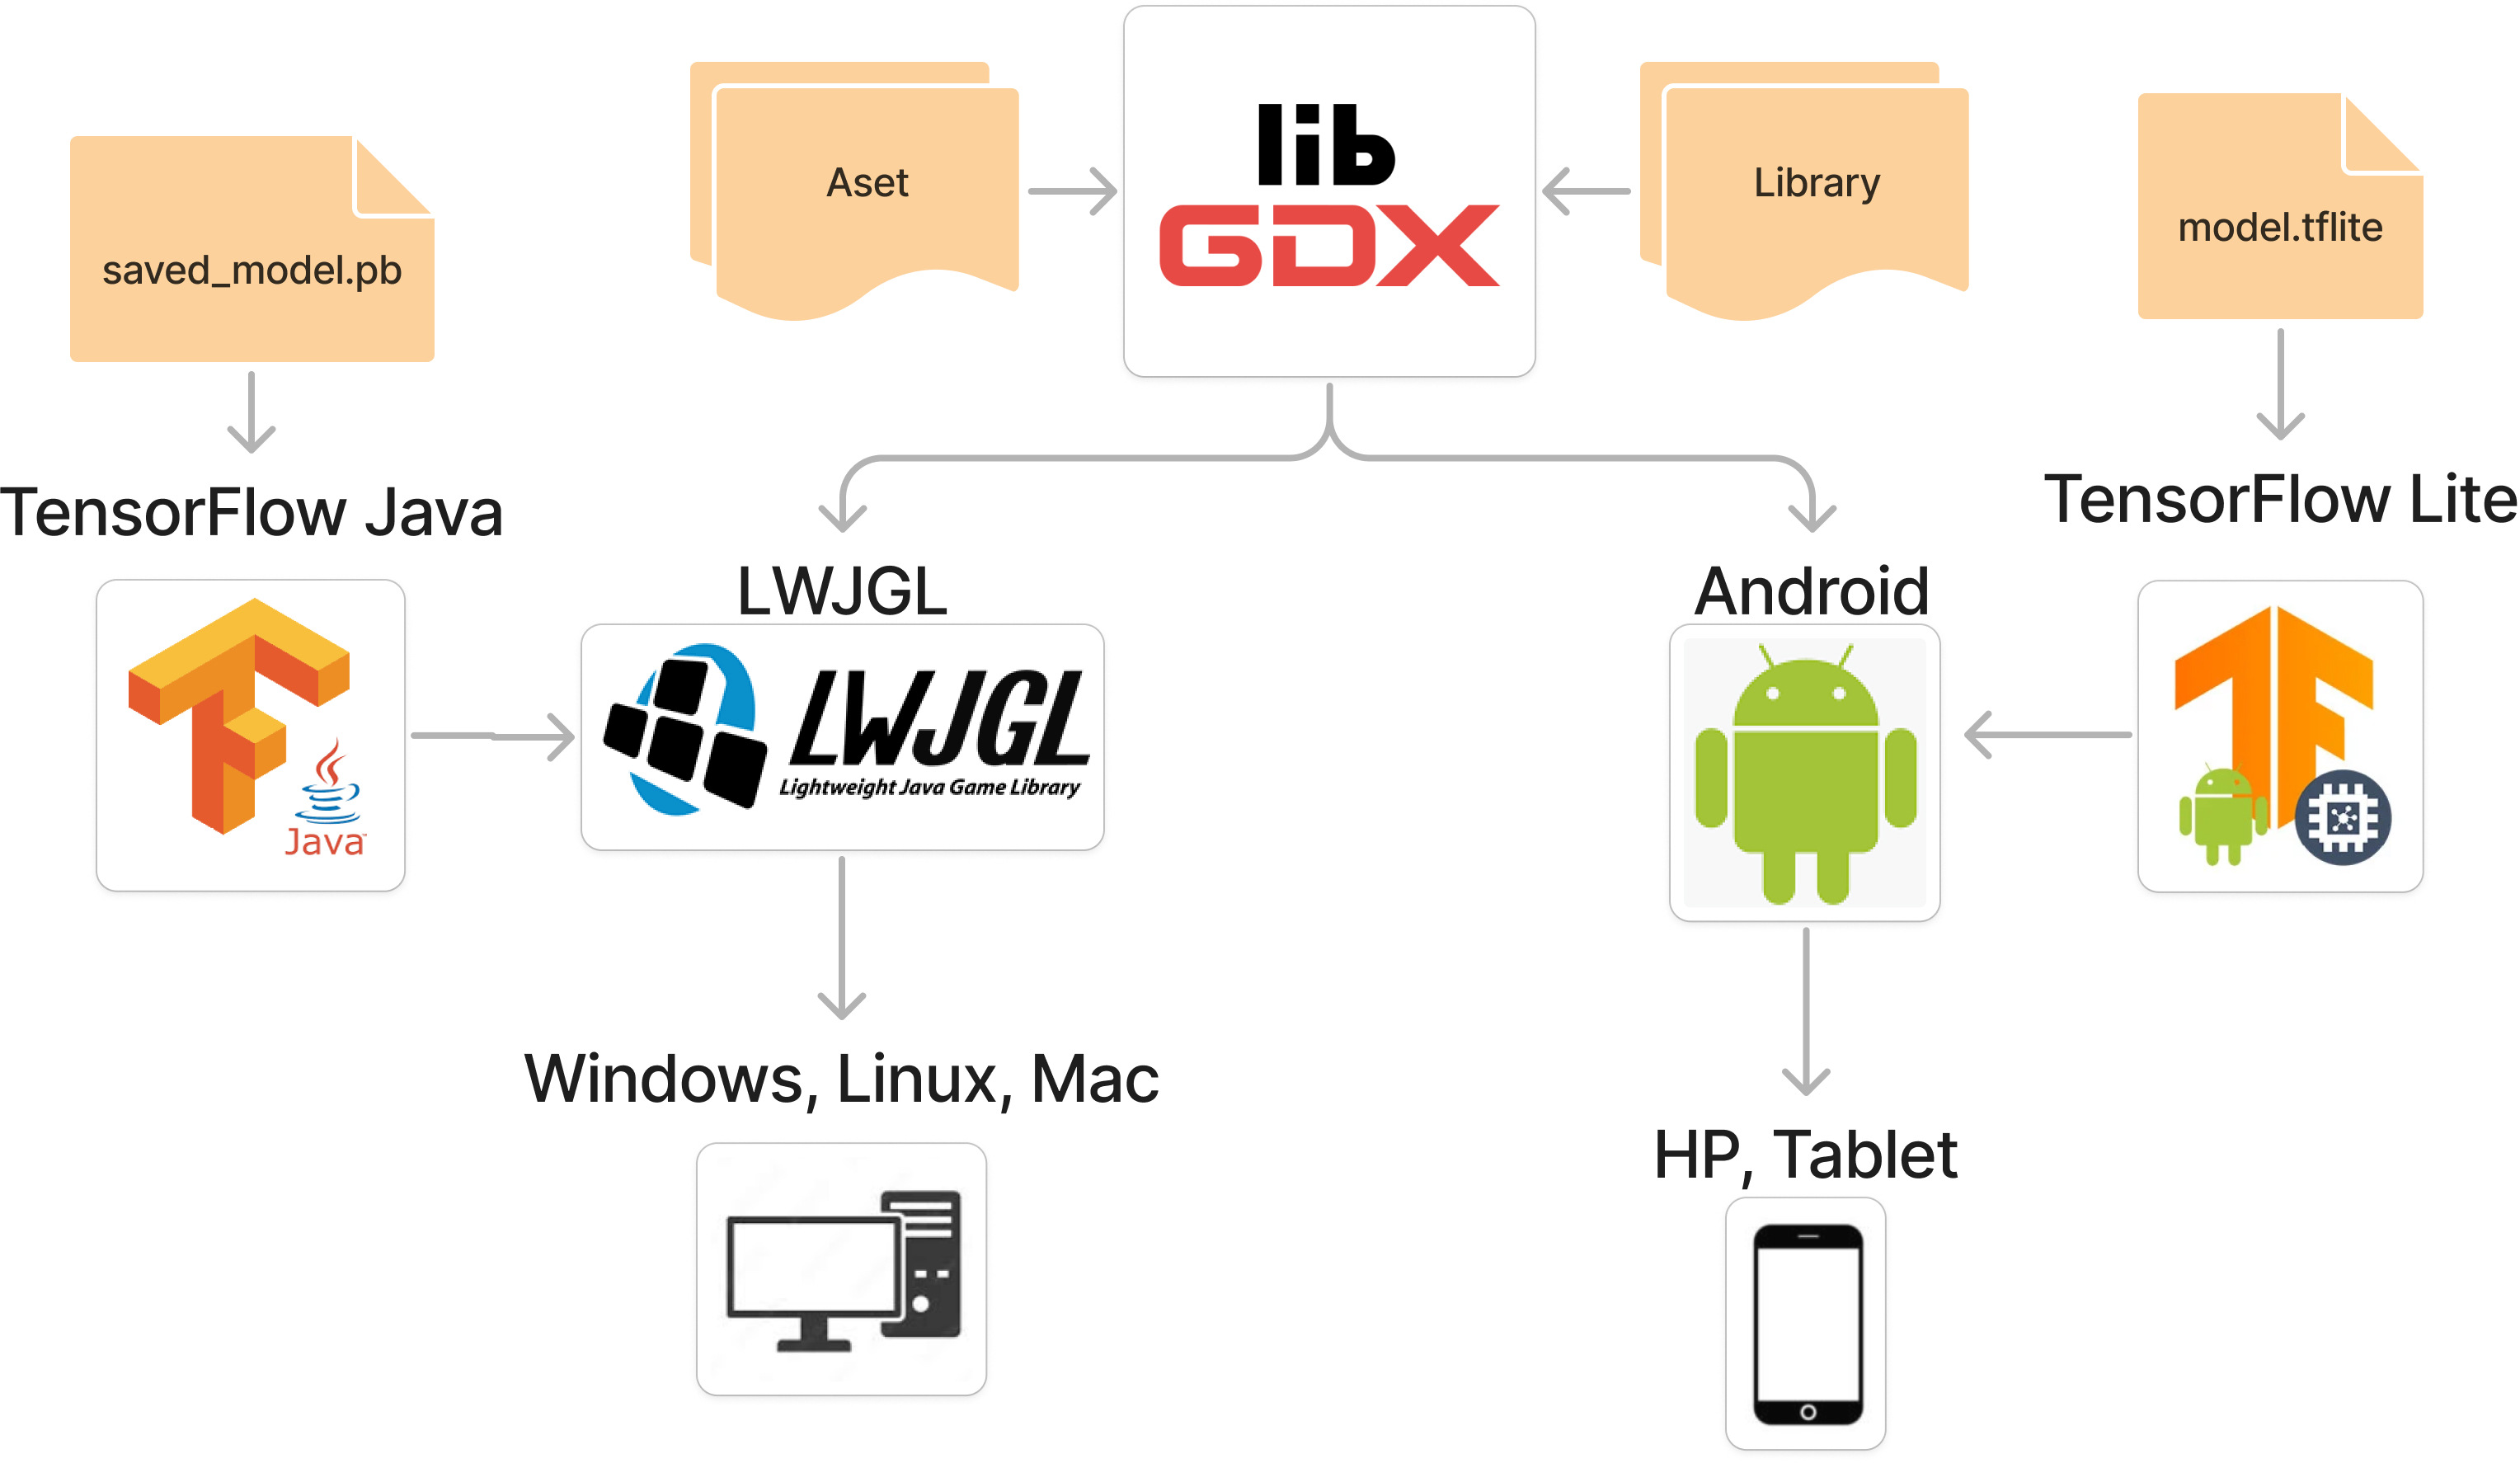 lib
GDX
Aset
Library
saved_model.pb
model.tflite
TensorFlow Java
TensorFlow Lite
LWJGL
Android
LWJGL
Lightweight Java Game Library
Java™
Windows, Linux, Mac
HP, Tablet